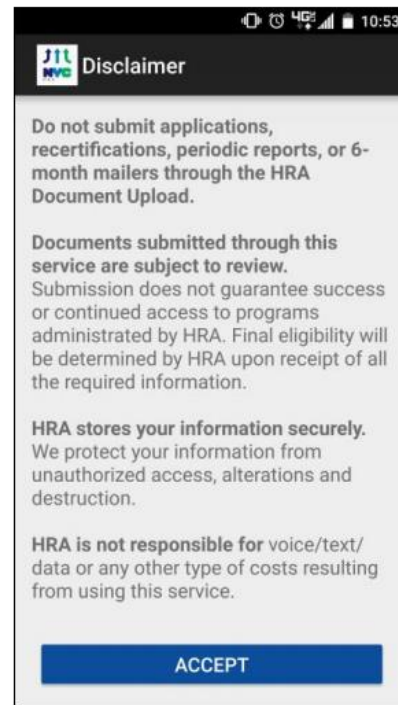 4G 10:53
NYC Disclaimer
Do not submit applications,
recertifications, periodic reports, or 6-
month mailers through the HRA
Document Upload.
Documents submitted through this
service are subject to review.
Submission does not guarantee success
or continued access to programs
administered by HRA. Final eligibility will
be determined by HRA upon receipt of all
the required information.
HRA stores your information securely.
We protect your information from
unauthorized access, alterations and
destruction.
HRA is not responsible for voice/text/
data or any other type of costs resulting
from using this service.
ACCEPT